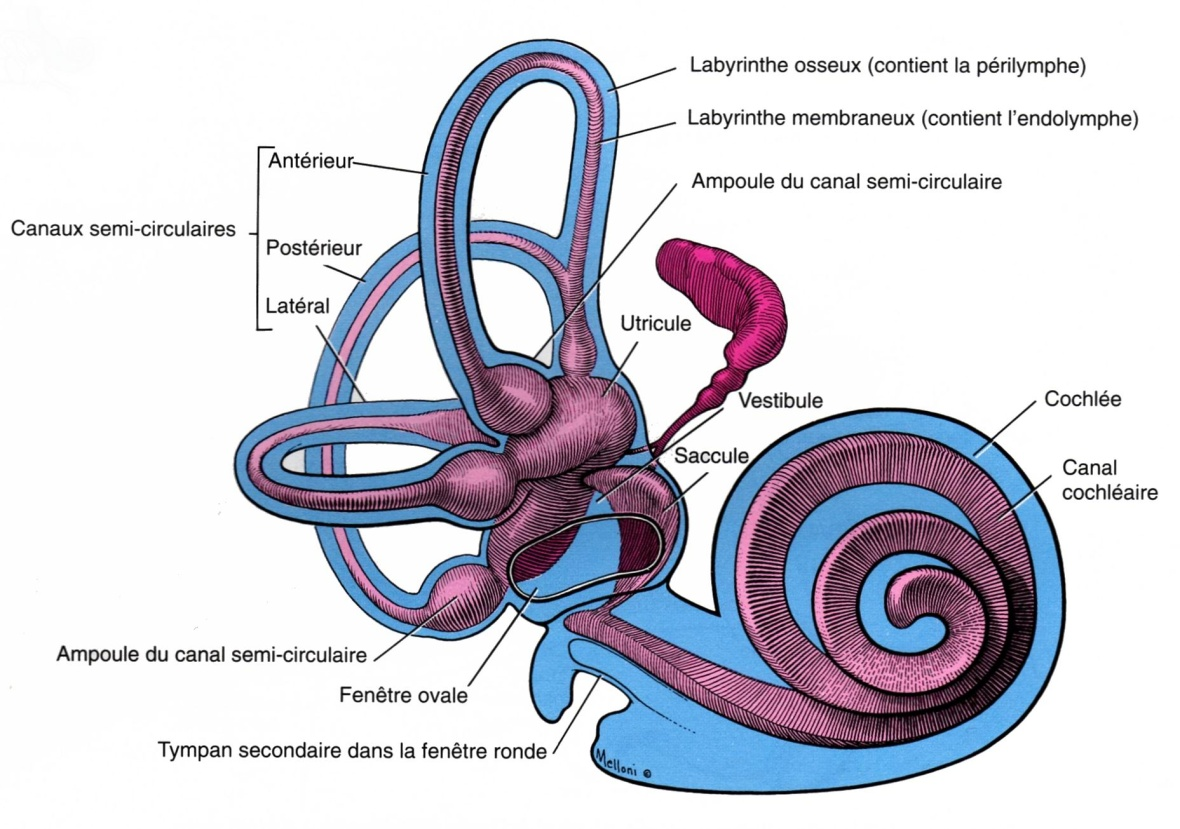 Labyrinthe osseux (contient la périlymphe)
Labyrinthe membraneux (contient l'endolymphe)
Antérieur
Ampoule du canal semi-circulaire
Canaux semi-circulaires
Postérieur
Latéral
Utricule
Vestibule
Cochlée
Saccule
Canal
cochléaire
Ampoule du canal semi-circulaire
Fenêtre ovale
Tympan secondaire dans la fenêtre ronde
Melloni ©